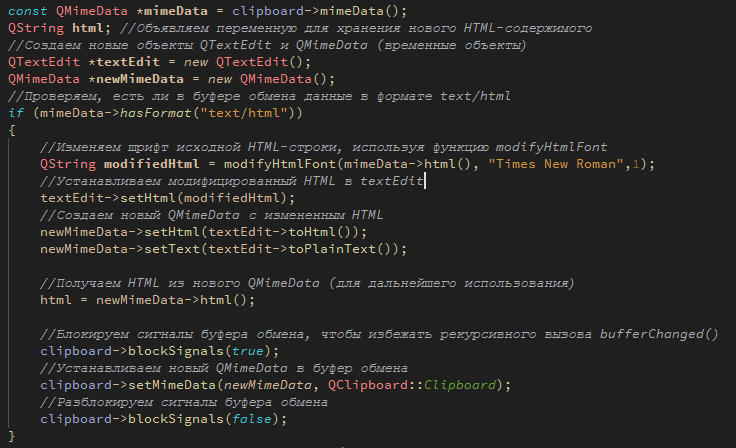 const QMimeData *mimeData = clipboard->mimeData();
QString html; //Объявляем переменную для хранения нового HTML-содержимого
//Создаем новые объекты QTextEdit и QMimeData (временные объекты)
QTextEdit *textEdit = new QTextEdit();
QMimeData *newMimeData = new QMimeData();
//Проверяем, есть ли в буфере обмена данные в формате text/html
if (mimeData->hasFormat("text/html"))
{
//Изменяем шрифт исходной HTML-строки, используя функцию modifyHtmlFont
QString modifiedHtml = modifyHtmlFont(mimeData->html(), "Times New Roman",1);
//Устанавливаем модифицированный HTML в textEdit
textEdit->setHtml(modifiedHtml);
//Создаем новый QMimeData с измененным HTML
newMimeData->setHtml(textEdit->toHtml());
newMimeData->setText(textEdit->toPlainText());
//Получаем HTML из нового QMimeData (для дальнейшего использования)
html = newMimeData->html();
//Блокируем сигналы буфера обмена, чтобы избежать рекурсивного вызова bufferChanged()
clipboard->blockSignals(true);
//Устанавливаем новый QMimeData в буфер обмена
clipboard->setMimeData(newMimeData, QClipboard::Clipboard);
//Разблокируем сигналы буфера обмена
clipboard->blockSignals(false);
}